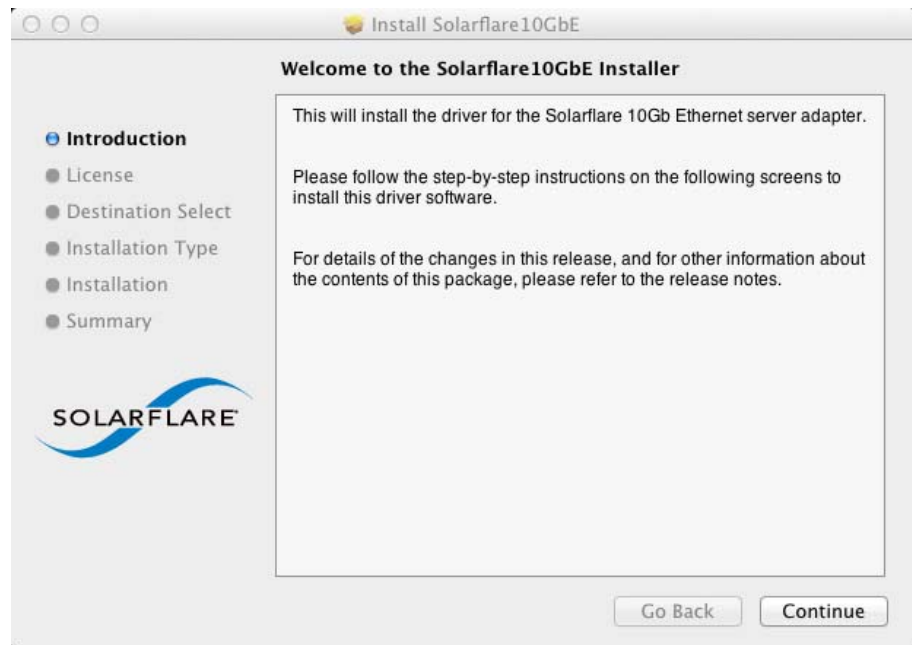 Install Solarflare10GbE
Welcome to the Solarflare10GbE Installer
Introduction
License
Destination Select
Installation Type
Installation
Summary
SOLARFLARE
This will install the driver for the Solarflare 10Gb Ethernet server adapter.
Please follow the step-by-step instructions on the following screens to
install this driver software.
For details of the changes in this release, and for other information about
the contents of this package, please refer to the release notes.
Go Back
Continue